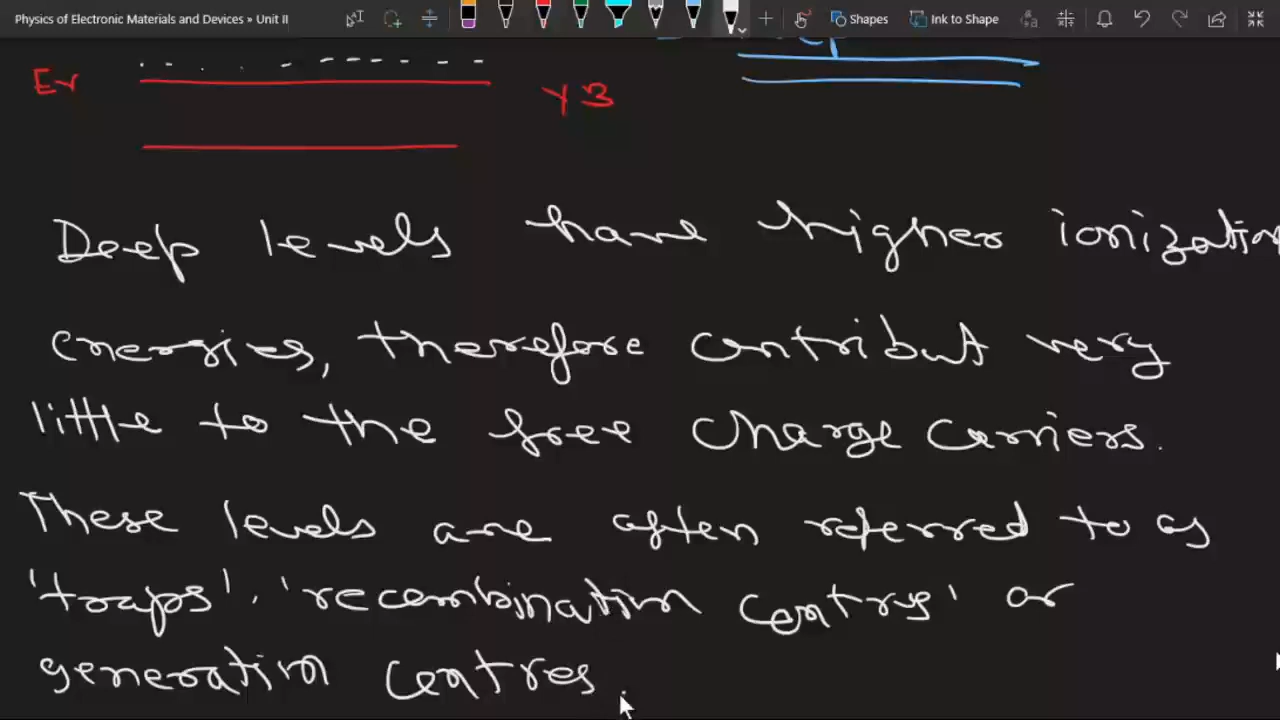 Physics of Electronic Materials and Devices » Unit II
Shapes
Ink to Shape
Ev
γ3
Deep levels have higher ionization
energies, therefore contribut very
little to the free charge carriers.
These levels are often referred to as
'traps', 'recombination centrys' or
generation centres.